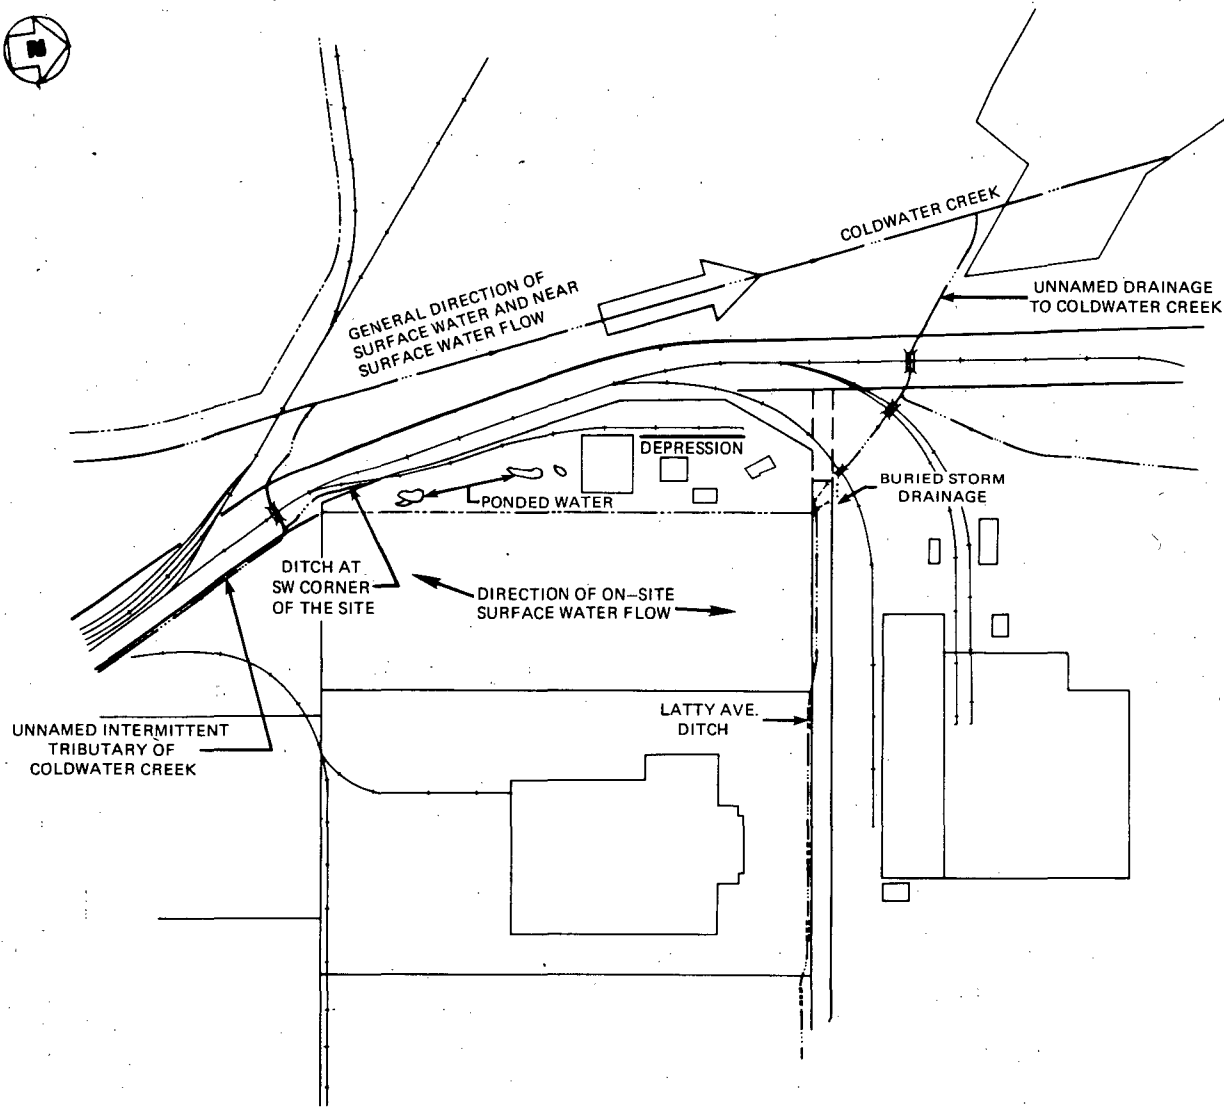 N
COLDWATER CREEK
GENERAL DIRECTION OF
SURFACE WATER AND NEAR
SURFACE WATER FLOW
UNNAMED DRAINAGE
TO COLDWATER CREEK
DEPRESSION
PONDED WATER
BURIED STORM
DRAINAGE
DITCH AT
SW CORNER
OF THE SITE
DIRECTION OF ON-SITE
SURFACE WATER FLOW
LATTY AVE.
DITCH
UNNAMED INTERMITTENT
TRIBUTARY OF
COLDWATER CREEK